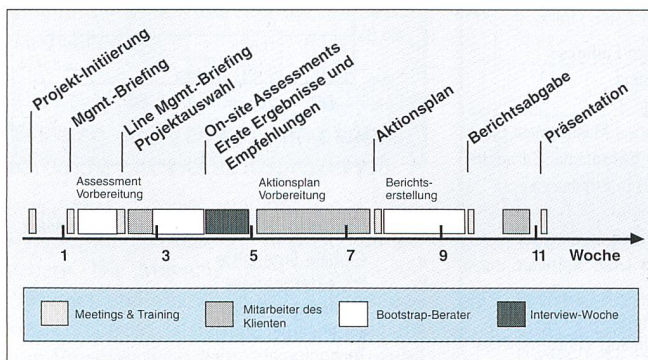 Projekt-Initiierung
Mgmt.-Briefing
Line Mgmt.-Briefing
Projektauswahl
On-site Assessments
Erste Ergebnisse und
Empfehlungen
Aktionsplan
Berichtsabgabe
Präsentation
Assessment
Vorbereitung
Aktionsplan
Vorbereitung
Berichts-
erstellung
1 3 5 7 9 11 Woche
Meetings & Training
Mitarbeiter des
Klienten
Bootstrap-Berater
Interview-Woche